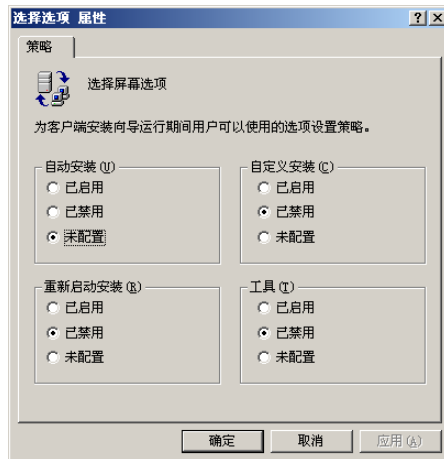 选择选项 属性
策略
选择屏幕选项
为客户端安装向导运行期间用户可以使用的选项设置策略。
自动安装(U)
已启用
已禁用
未配置
自定义安装(C)
已启用
已禁用
未配置
重新启动安装(R)
已启用
已禁用
未配置
工具(T)
已启用
已禁用
未配置
确定
取消
应用(A)